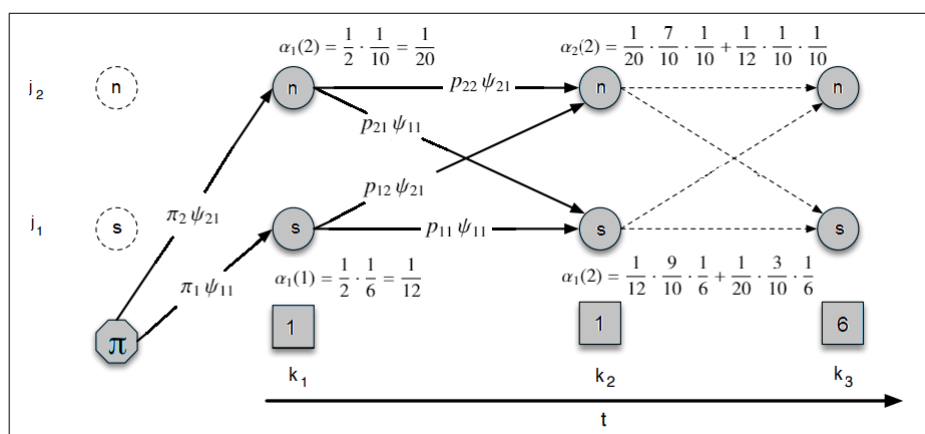 α₁(2) = 1/2 · 1/10 = 1/20
α₂(2) = 1/20 · 7/10 · 1/10 + 1/12 · 1/10 · 1/10
j₂
n
n
p₂₂ ψ₂₁
n
n
p₂₁ ψ₁₁
p₁₂ ψ₂₁
π₂ ψ₂₁
j₁
s
s
p₁₁ ψ₁₁
s
s
π₁ ψ₁₁
α₁(1) = 1/2 · 1/6 = 1/12
α₁(2) = 1/12 · 9/10 · 1/6 + 1/20 · 3/10 · 1/6
π
1
1
6
k₁
k₂
k₃
t